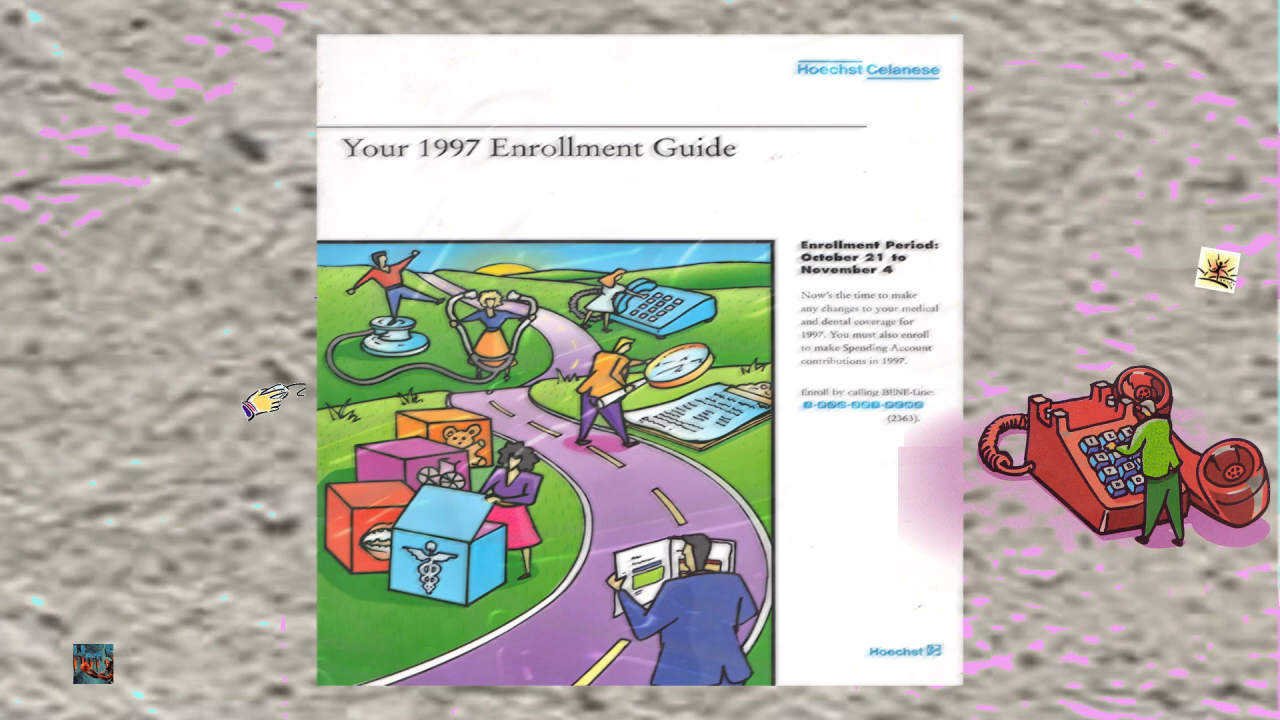 Hoechst Celanese
Your 1997 Enrollment Guide
Enrollment Period:
October 21 to
November 4
Now's the time to make
any changes to your medical
and dental coverage for
1997. You must also enroll
to make Spending Account
contributions in 1997.
Enroll by calling BENE-Line:
(2363).
Hoechst